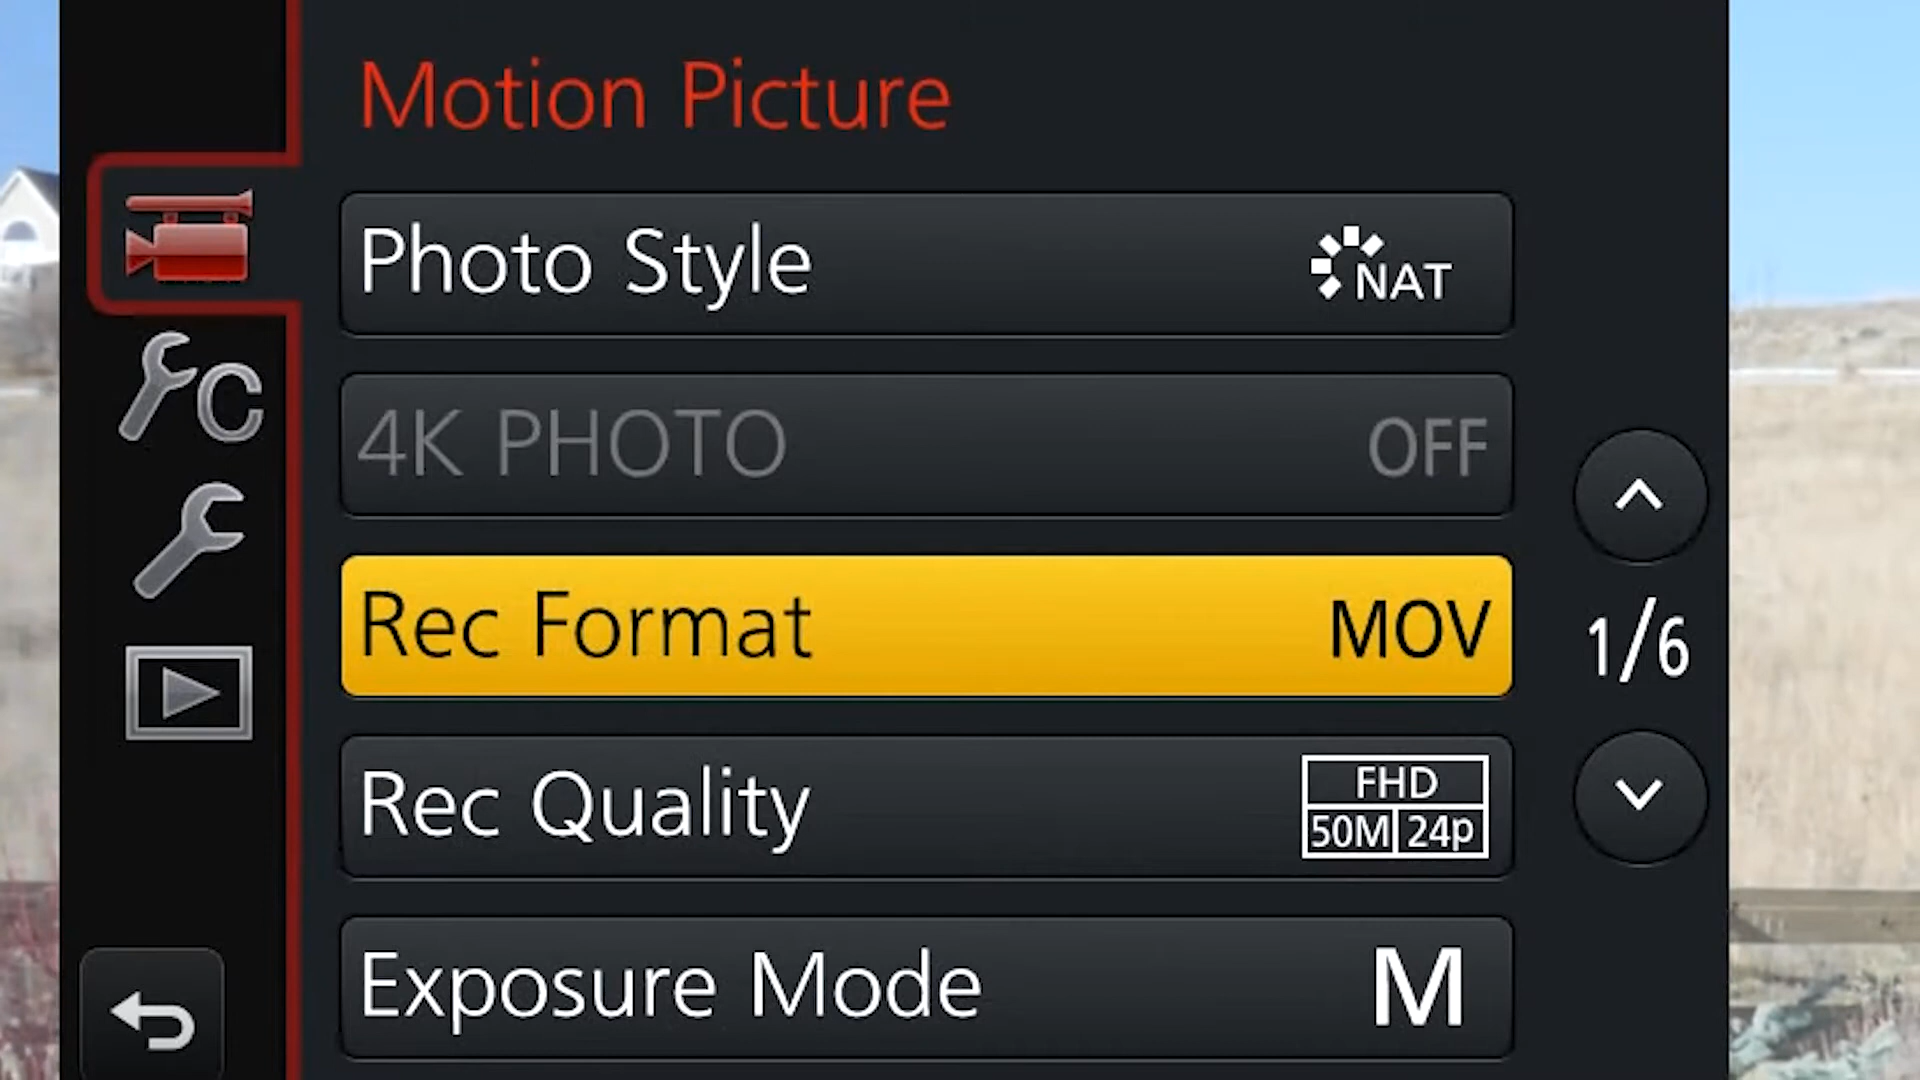 Motion Picture
Photo Style NAT
C
4K PHOTO OFF
Rec Format MOV
1/6
Rec Quality FHD
50M 24p
Exposure Mode M